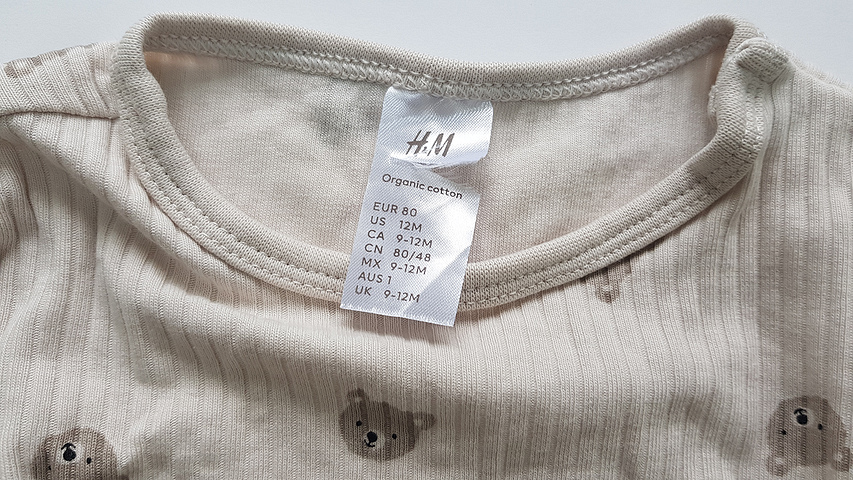 H&M
Organic cotton
EUR 80
US 12M
CA 9-12M
CN 80/48
MX 9-12M
AUS 1
UK 9-12M